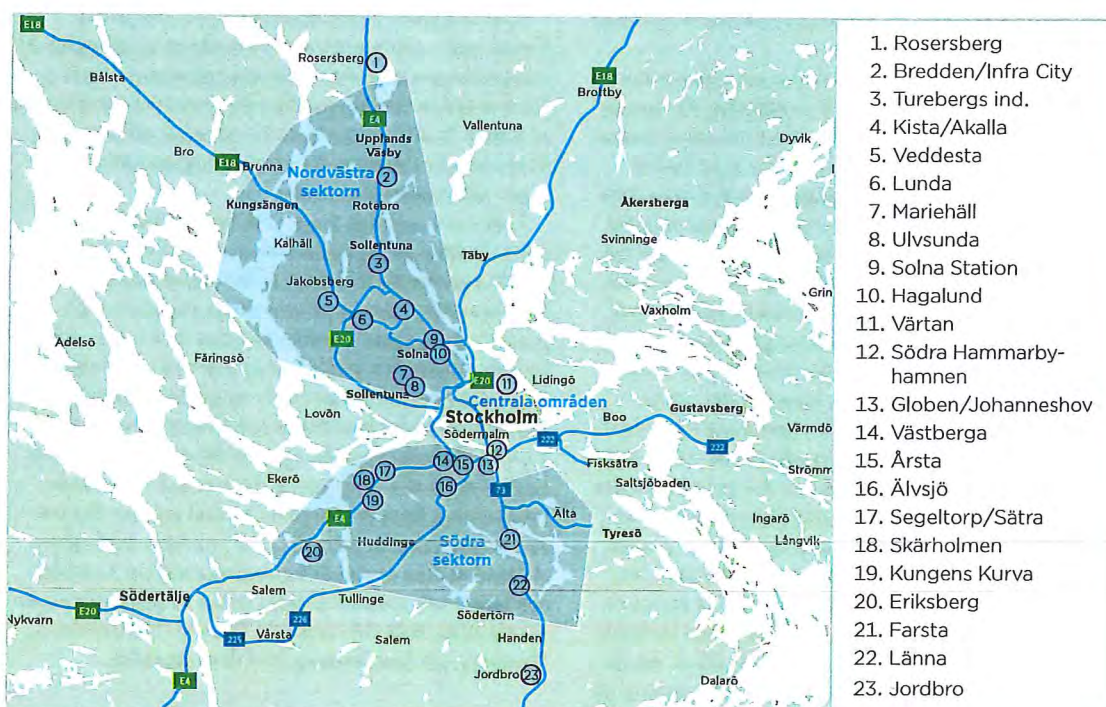 E18
Rosersberg
1
Bålsta
E18
Brottby
E4
Upplands
Väsby
Vallentuna
Dyvik
Bro
E18
Brunna
Nordvästra
sektorn
2
Kungsängen
Rotebro
Åkersberga
Sollentuna
Svinninge
Kalhäll
3
Täby
Jakobsberg
Grin
5
4
Vaxholm
6
E20
9
Adelsö
Solna
10
Färingsö
7
E20
11
Lidingö
8
Sollentuna
Centrala områden
Lovön
Stockholm
Boo
Gustavsberg
Värmdö
Södermalm
222
222
12
14
15
13
Fisksätra
Strömm
Ekerö
18
17
Saltsjöbaden
16
73
19
E4
Älta
Ingarö
Huddinge
Södra
sektorn
21
Tyresö
Långvik
20
22
Salem
Tullinge
Södertälje
E20
Södertörn
Nykvarn
226
225
Vårsta
Salem
Handen
Jordbro
23
E4
Dalarö
1. Rosersberg
2. Bredden/Infra City
3. Turebergs ind.
4. Kista/Akalla
5. Veddesta
6. Lunda
7. Mariehäll
8. Ulvsunda
9. Solna Station
10. Hagalund
11. Värtan
12. Södra Hammarby-
hamnen
13. Globen/Johanneshov
14. Västberga
15. Årsta
16. Älvsjö
17. Segeltorp/Sätra
18. Skärholmen
19. Kungens Kurva
20. Eriksberg
21. Farsta
22. Länna
23. Jordbro